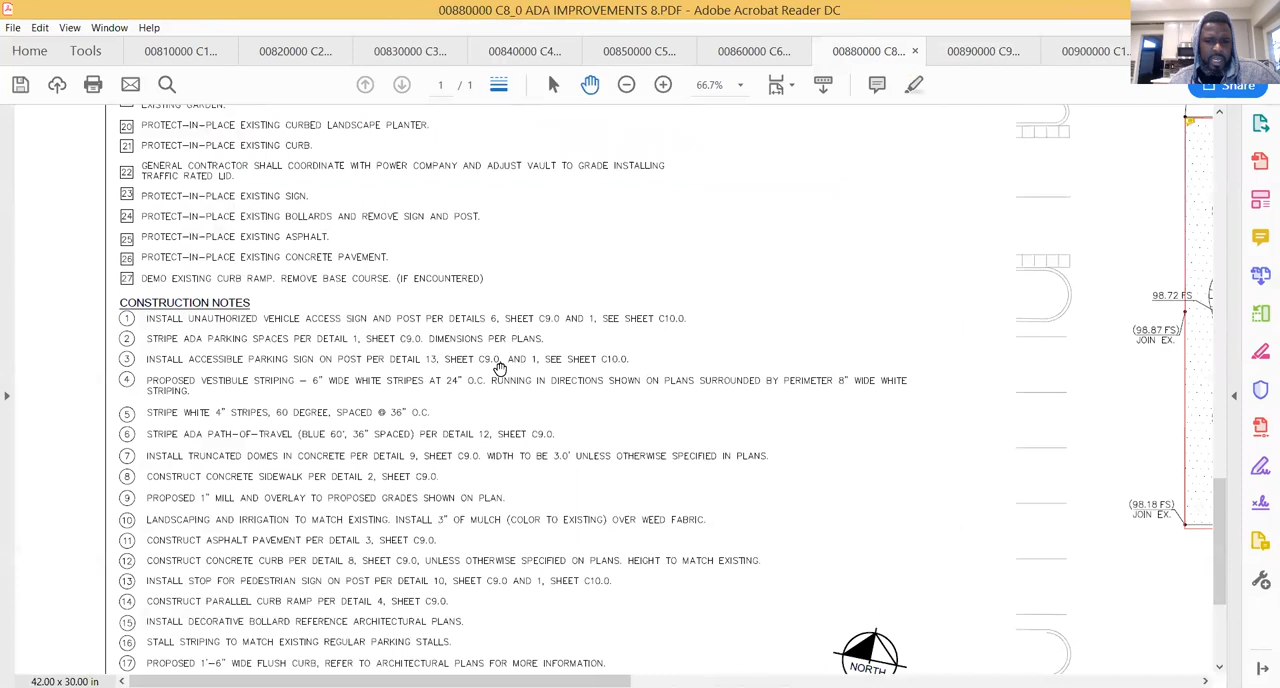 00880000 C8_0 ADA IMPROVEMENTS 8.PDF - Adobe Acrobat Reader DC
File Edit View Window Help
Home Tools 00810000 C1... 00820000 C2... 00830000 C3... 00840000 C4... 00850000 C5... 00860000 C6... 00880000 C8... × 00890000 C9... 00900000 C1...
1 / 1 66.7% Share
EXISTING GARDEN.
20 PROTECT-IN-PLACE EXISTING CURBED LANDSCAPE PLANTER.
21 PROTECT-IN-PLACE EXISTING CURB.
22 GENERAL CONTRACTOR SHALL COORDINATE WITH POWER COMPANY AND ADJUST VAULT TO GRADE INSTALLING
TRAFFIC RATED LID.
23 PROTECT-IN-PLACE EXISTING SIGN.
24 PROTECT-IN-PLACE EXISTING BOLLARDS AND REMOVE SIGN AND POST.
25 PROTECT-IN-PLACE EXISTING ASPHALT.
26 PROTECT-IN-PLACE EXISTING CONCRETE PAVEMENT.
27 DEMO EXISTING CURB RAMP. REMOVE BASE COURSE. (IF ENCOUNTERED)
CONSTRUCTION NOTES
1 INSTALL UNAUTHORIZED VEHICLE ACCESS SIGN AND POST PER DETAILS 6, SHEET C9.0 AND 1, SEE SHEET C10.0.
2 STRIPE ADA PARKING SPACES PER DETAIL 1, SHEET C9.0. DIMENSIONS PER PLANS.
3 INSTALL ACCESSIBLE PARKING SIGN ON POST PER DETAIL 13, SHEET C9.0 AND 1, SEE SHEET C10.0.
4 PROPOSED VESTIBULE STRIPING - 6" WIDE WHITE STRIPES AT 24" O.C. RUNNING IN DIRECTIONS SHOWN ON PLANS SURROUNDED BY PERIMETER 8" WIDE WHITE
STRIPING.
5 STRIPE WHITE 4" STRIPES, 60 DEGREE, SPACED @ 36" O.C.
6 STRIPE ADA PATH-OF-TRAVEL (BLUE 60', 36" SPACED) PER DETAIL 12, SHEET C9.0.
7 INSTALL TRUNCATED DOMES IN CONCRETE PER DETAIL 9, SHEET C9.0. WIDTH TO BE 3.0' UNLESS OTHERWISE SPECIFIED IN PLANS.
8 CONSTRUCT CONCRETE SIDEWALK PER DETAIL 2, SHEET C9.0.
9 PROPOSED 1" MILL AND OVERLAY TO PROPOSED GRADES SHOWN ON PLAN.
10 LANDSCAPING AND IRRIGATION TO MATCH EXISTING. INSTALL 3" OF MULCH (COLOR TO EXISTING) OVER WEED FABRIC.
11 CONSTRUCT ASPHALT PAVEMENT PER DETAIL 3, SHEET C9.0.
12 CONSTRUCT CONCRETE CURB PER DETAIL 8, SHEET C9.0, UNLESS OTHERWISE SPECIFIED ON PLANS. HEIGHT TO MATCH EXISTING.
13 INSTALL STOP FOR PEDESTRIAN SIGN ON POST PER DETAIL 10, SHEET C9.0 AND 1, SHEET C10.0.
14 CONSTRUCT PARALLEL CURB RAMP PER DETAIL 4, SHEET C9.0.
15 INSTALL DECORATIVE BOLLARD REFERENCE ARCHITECTURAL PLANS.
16 STALL STRIPING TO MATCH EXISTING REGULAR PARKING STALLS.
17 PROPOSED 1'-6" WIDE FLUSH CURB, REFER TO ARCHITECTURAL PLANS FOR MORE INFORMATION.
98.72 FS
(98.87 FS)
JOIN EX.
(98.18 FS)
JOIN EX.
NORTH
42.00 x 30.00 in